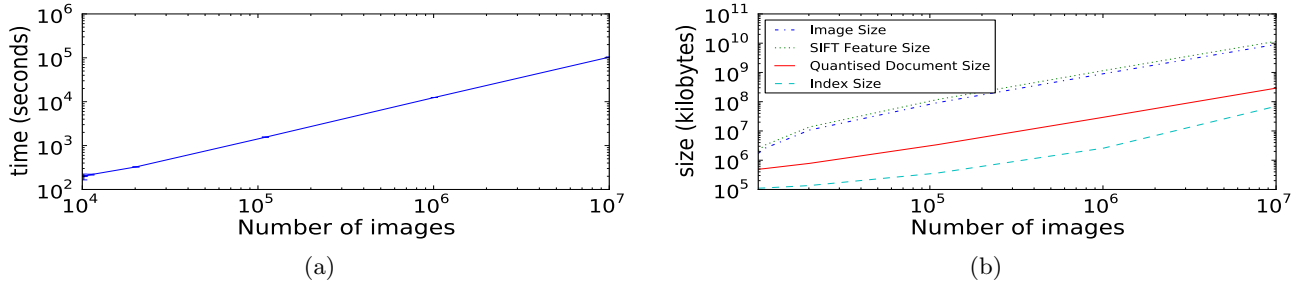 10^6
10^5
10^4
10^3
10^2
time (seconds)
10^4
10^5
10^6
10^7
Number of images
(a)
10^11
10^10
10^9
10^8
10^7
10^6
10^5
size (kilobytes)
Image Size
SIFT Feature Size
Quantised Document Size
Index Size
10^5
10^6
10^7
Number of images
(b)